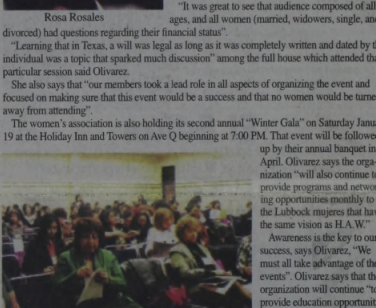 "It was great to see that audience composed of all
Rosa Rosales
ages, and all women (married, widowers, single, and
divorced) had questions regarding their financial status".
"Learning that in Texas, a will was legal as long as it was completely written and dated by
individual was a topic that sparked much discussion" among the full house which attended
particular session said Olivarez.
She also says that "our members took a lead role in all aspects of organizing the event and
focused on making sure that this event would be a success and that no women would be turned
away from attending".
The women's association is also holding its second annual "Winter Gala" on Saturday
19 at the Holiday Inn and Towers on Ave Q beginning at 7:00 PM. That event will be
up by their annual banquet in
April. Olivarez says the orga-
nization "will also continue to
provide programs and
ing opportunities monthly to
the Lubbock mujeres that
the same vision as H.A.W."
Awareness is the key to our
success, says Olivarez, "We
must all take advantage of the
events". Olivarez says that the
organization will continue "to
provide education